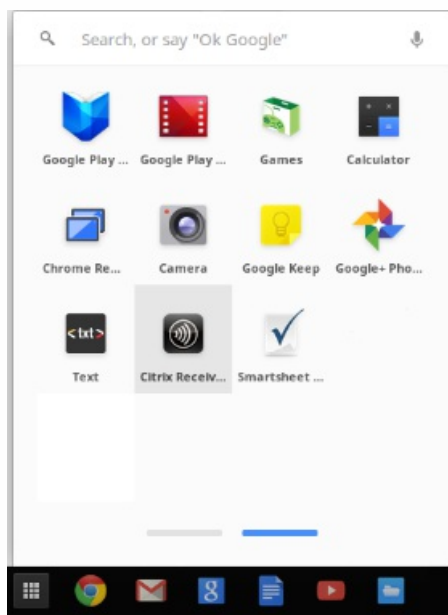 Search, or say "Ok Google"
Google Play ... Google Play ... Games Calculator
Chrome Re... Camera Google Keep Google+ Pho...
<txt>
Text Citrix Receiv... Smartsheet ...
8